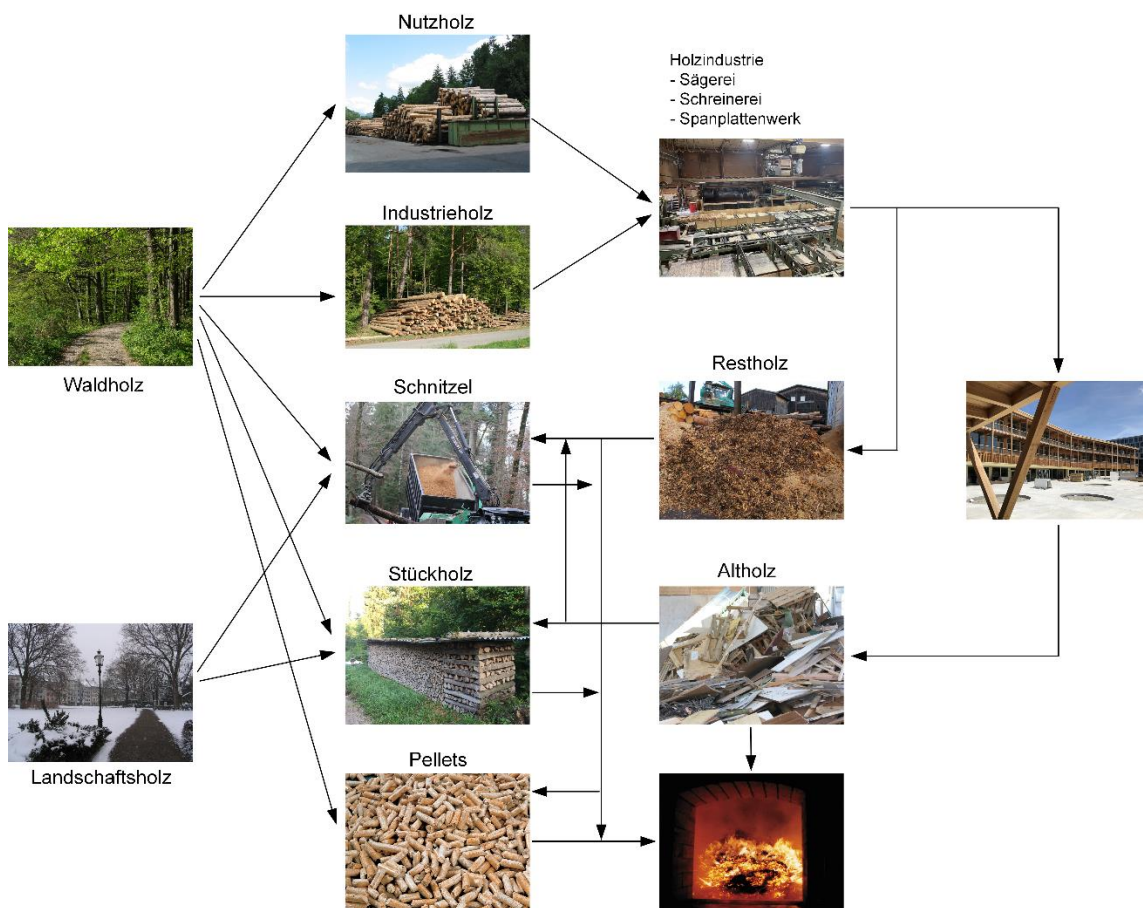 Nutzholz
Holzindustrie
- Sägerei
- Schreinerei
- Spanplattenwerk
Industrieholz
Waldholz
Schnitzel
Restholz
Stückholz
Altholz
Landschaftsholz
Pellets